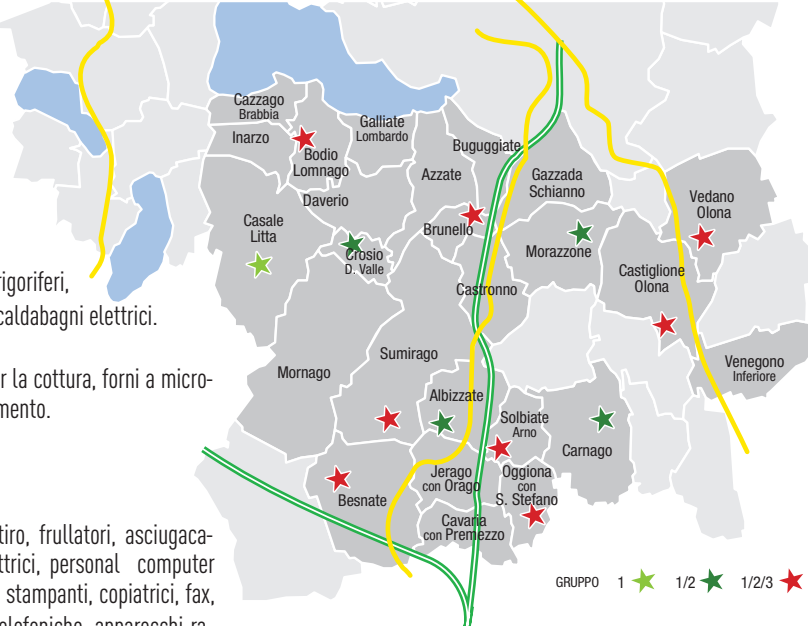 Cazzago
Brabbia
Inarzo
Bodio
Lomnago
Galliate
Lombardo
Daverio
Azzate
Buguggiate
Gazzada
Schianno
Vedano
Olona
Casale
Litta
Crosio
D. Valle
Brunello
Morazzone
Castiglione
Olona
Castronno
Mornago
Sumirago
Albizzate
Solbiate
Arno
Carnago
Venegono
Inferiore
Besnate
Jerago
con Orago
Oggiona
con
S. Stefano
Cavaria
con Premezzo
rigoriferi,
caldabagni elettrici.
r la cottura, forni a micro-
mento.
tiro, frullatori, asciugaca-
ttrici, personal computer
stampanti, copiatrici, fax,
elefoniche, apparecchi ra-
GRUPPO 1 1/2 1/2/3